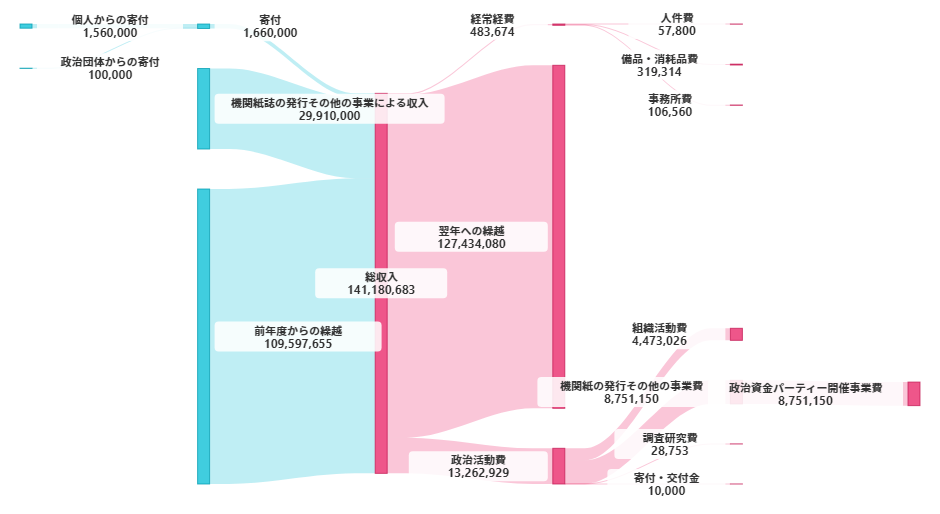 個人からの寄付
1,560,000
寄付
1,660,000
経常経費
483,674
人件費
57,800
政治団体からの寄付
100,000
備品・消耗品費
319,314
機関紙誌の発行その他の事業による収入
29,910,000
事務所費
106,560
翌年への繰越
127,434,080
総収入
141,180,683
前年度からの繰越
109,597,655
組織活動費
4,473,026
機関紙の発行その他の事業費
8,751,150
政治資金パーティー開催事業費
8,751,150
調査研究費
28,753
政治活動費
13,262,929
寄付・交付金
10,000